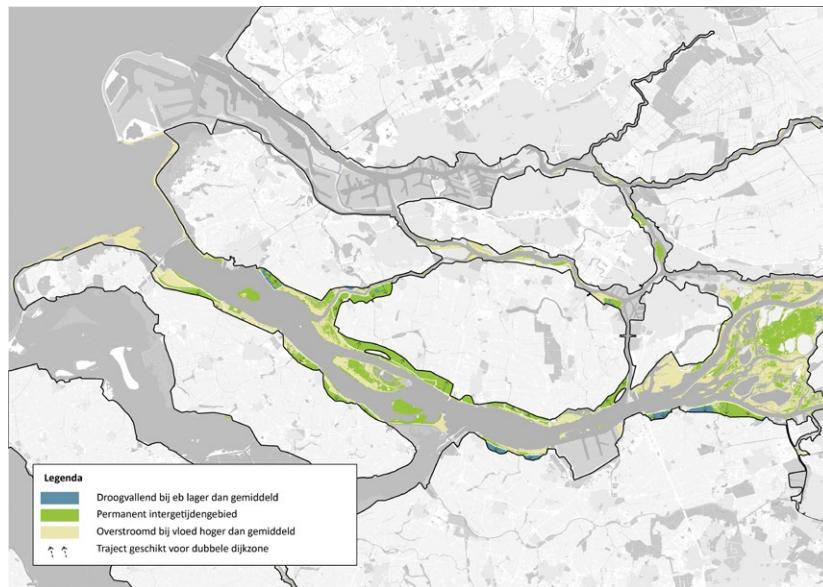 Legenda
Droogvallend bij eb lager dan gemiddeld
Permanent intergetijdengebied
Overstroomd bij vloed hoger dan gemiddeld
Traject geschikt voor dubbele dijkzone